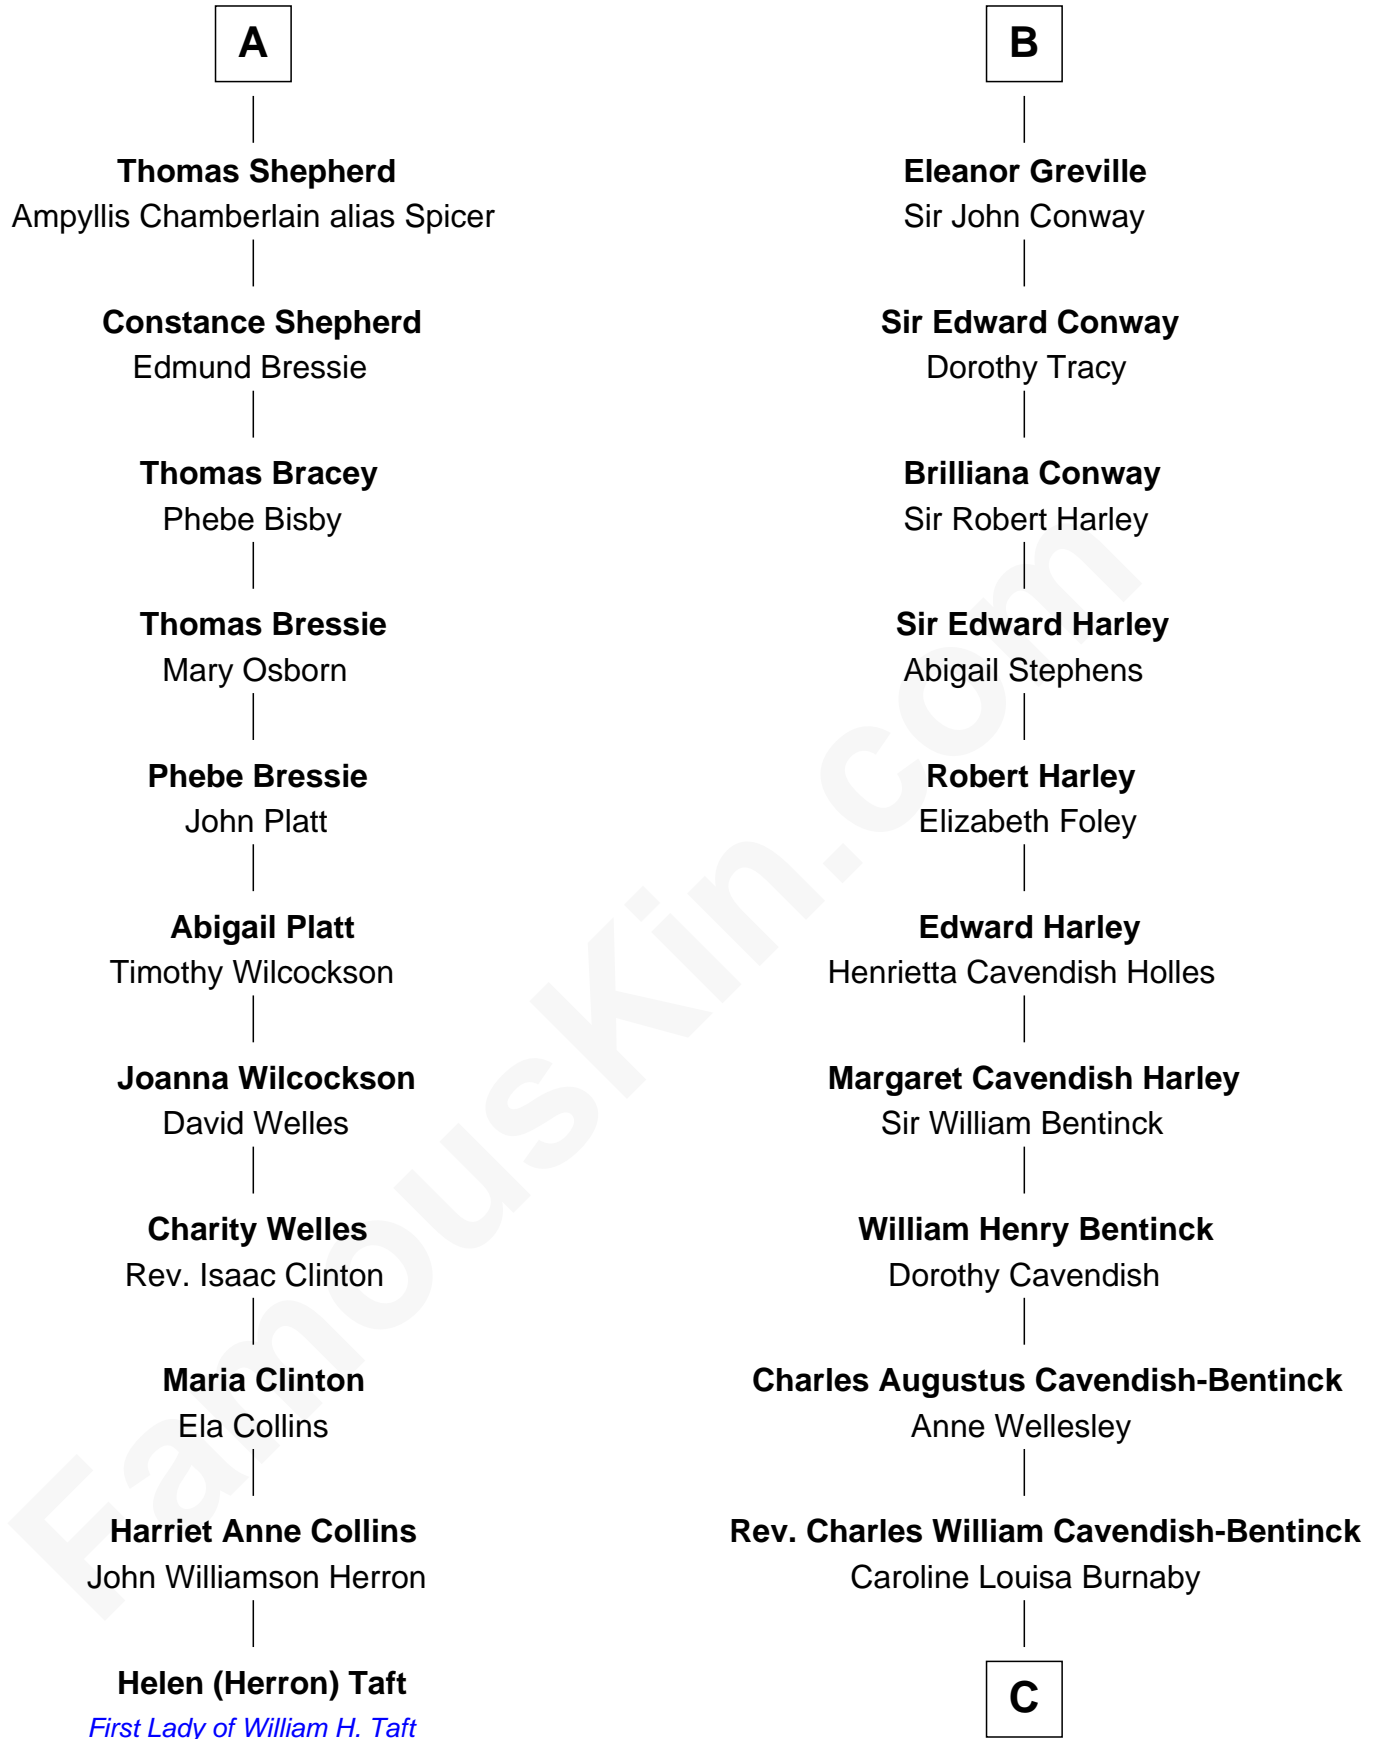 A
Thomas Shepherd
Ampyllis Chamberlain alias Spicer
Constance Shepherd
Edmund Bressie
Thomas Bracey
Phebe Bisby
Thomas Bressie
Mary Osborn
Phebe Bressie
John Platt
Abigail Platt
Timothy Wilcockson
Joanna Wilcockson
David Welles
Charity Welles
Rev. Isaac Clinton
Maria Clinton
Ela Collins
Harriet Anne Collins
John Williamson Herron
Helen (Herron) Taft
First Lady of William H. Taft
B
Eleanor Greville
Sir John Conway
Sir Edward Conway
Dorothy Tracy
Brilliana Conway
Sir Robert Harley
Sir Edward Harley
Abigail Stephens
Robert Harley
Elizabeth Foley
Edward Harley
Henrietta Cavendish Holles
Margaret Cavendish Harley
Sir William Bentinck
William Henry Bentinck
Dorothy Cavendish
Charles Augustus Cavendish-Bentinck
Anne Wellesley
Rev. Charles William Cavendish-Bentinck
Caroline Louisa Burnaby
C
FamousKin.com